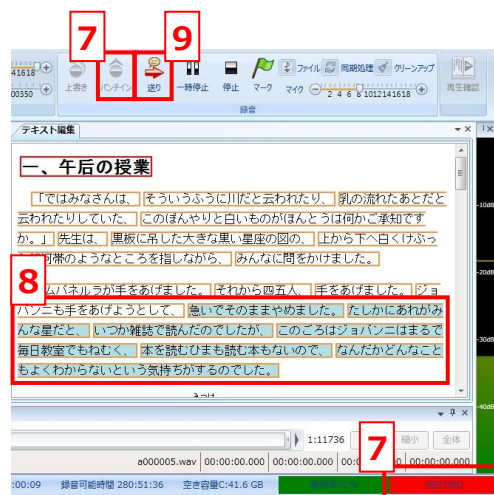 7
9
41618
00350
上書き
パンチイン
送り
一時停止
停止
マーク
ファイル
同期処理
クリーンアップ
マイク
2 4 6 8 1012141618
再生確認
録音
テキスト編集
一、午后の授業
「ではみなさんは、そういうふうに川だと云われたり、乳の流れたあとだと
云われたりしていた、このぼんやりと白いものがほんとうは何かご承知です
か。」先生は、黒板に吊した大きな黒い星座の図の、上から下へ白くけぶっ
河帯のようなところを指しながら、みんなに問をかけました。
8
ムパネルラが手をあげました。それから四五人、手をあげました。ジョ
バンニも手をあげようとして、急いでそのままやめました。たしかにあれがみ
んな星だと、いつか雑誌で読んだのでしたが、このごろはジョバンニはまるで
毎日教室でもねむく、本を読むひまも読む本もないので、なんだかどんなこと
もよくわからないという気持ちがするのでした。
-10dB
-20dB
-30dB
-40dB
1:11736
7
縮小
全体
a000005.wav
00:00:00.000
00:00:00.000
00:00:00.000
:00:09
録音可能時間 280:51:36
空き容量C:41.6 GB
RECORD